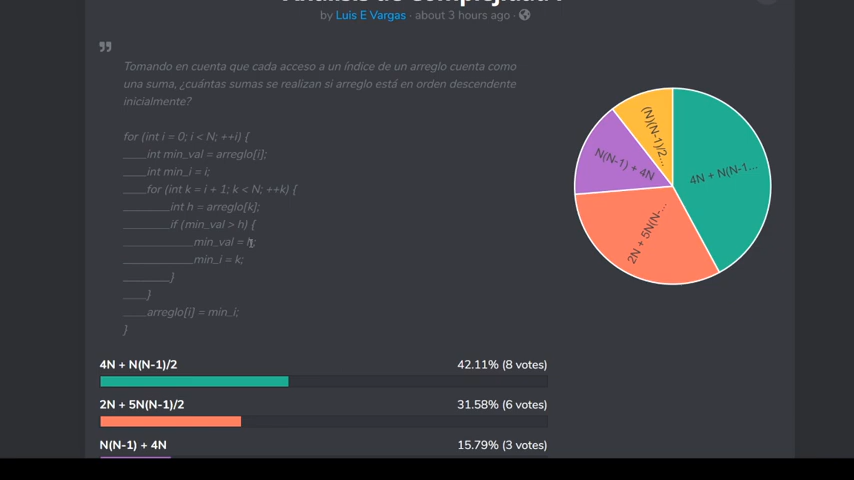 by Luis E Vargas · about 3 hours ago ·
Tomando en cuenta que cada acceso a un índice de un arreglo cuenta como
una suma, ¿cuántas sumas se realizan si arreglo está en orden descendente
inicialmente?
for (int i = 0; i < N; ++i) {
____int min_val = arreglo[i];
____int min_i = i;
____for (int k = i + 1; k < N; ++k) {
________int h = arreglo[k];
________if (min_val > h) {
____________min_val = h;
____________min_i = k;
________}
____}
____arreglo[i] = min_i;
}
4N + N(N-1...
2N + 5N(N-...
N(N-1) + 4N
(N)(N-1)/2...
4N + N(N-1)/2 42.11% (8 votes)
2N + 5N(N-1)/2 31.58% (6 votes)
N(N-1) + 4N 15.79% (3 votes)